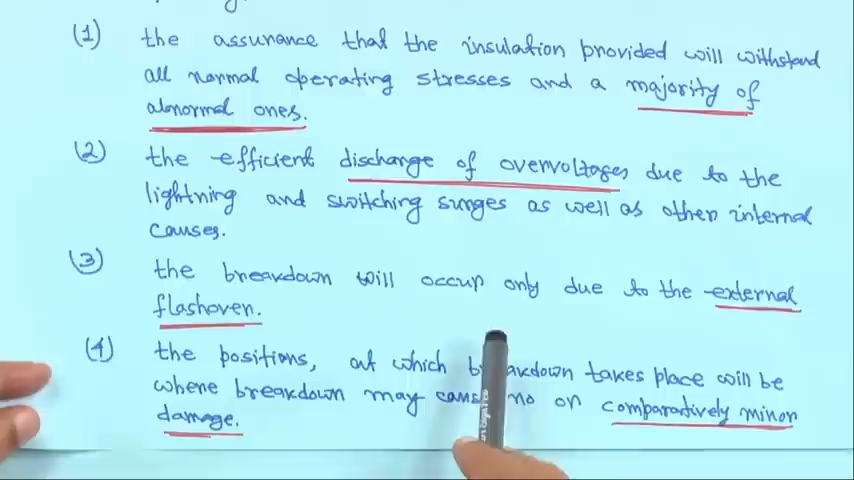 (1) the assurance that the insulation provided will withstand
all normal operating stresses and a majority of
abnormal ones.
(2) the efficient discharge of overvoltages due to the
lightning and switching surges as well as other internal
causes.
(3) the breakdown will occur only due to the external
flashover.
(4) the positions, at which breakdown takes place will be
where breakdown may cause no or comparatively minor
damage.